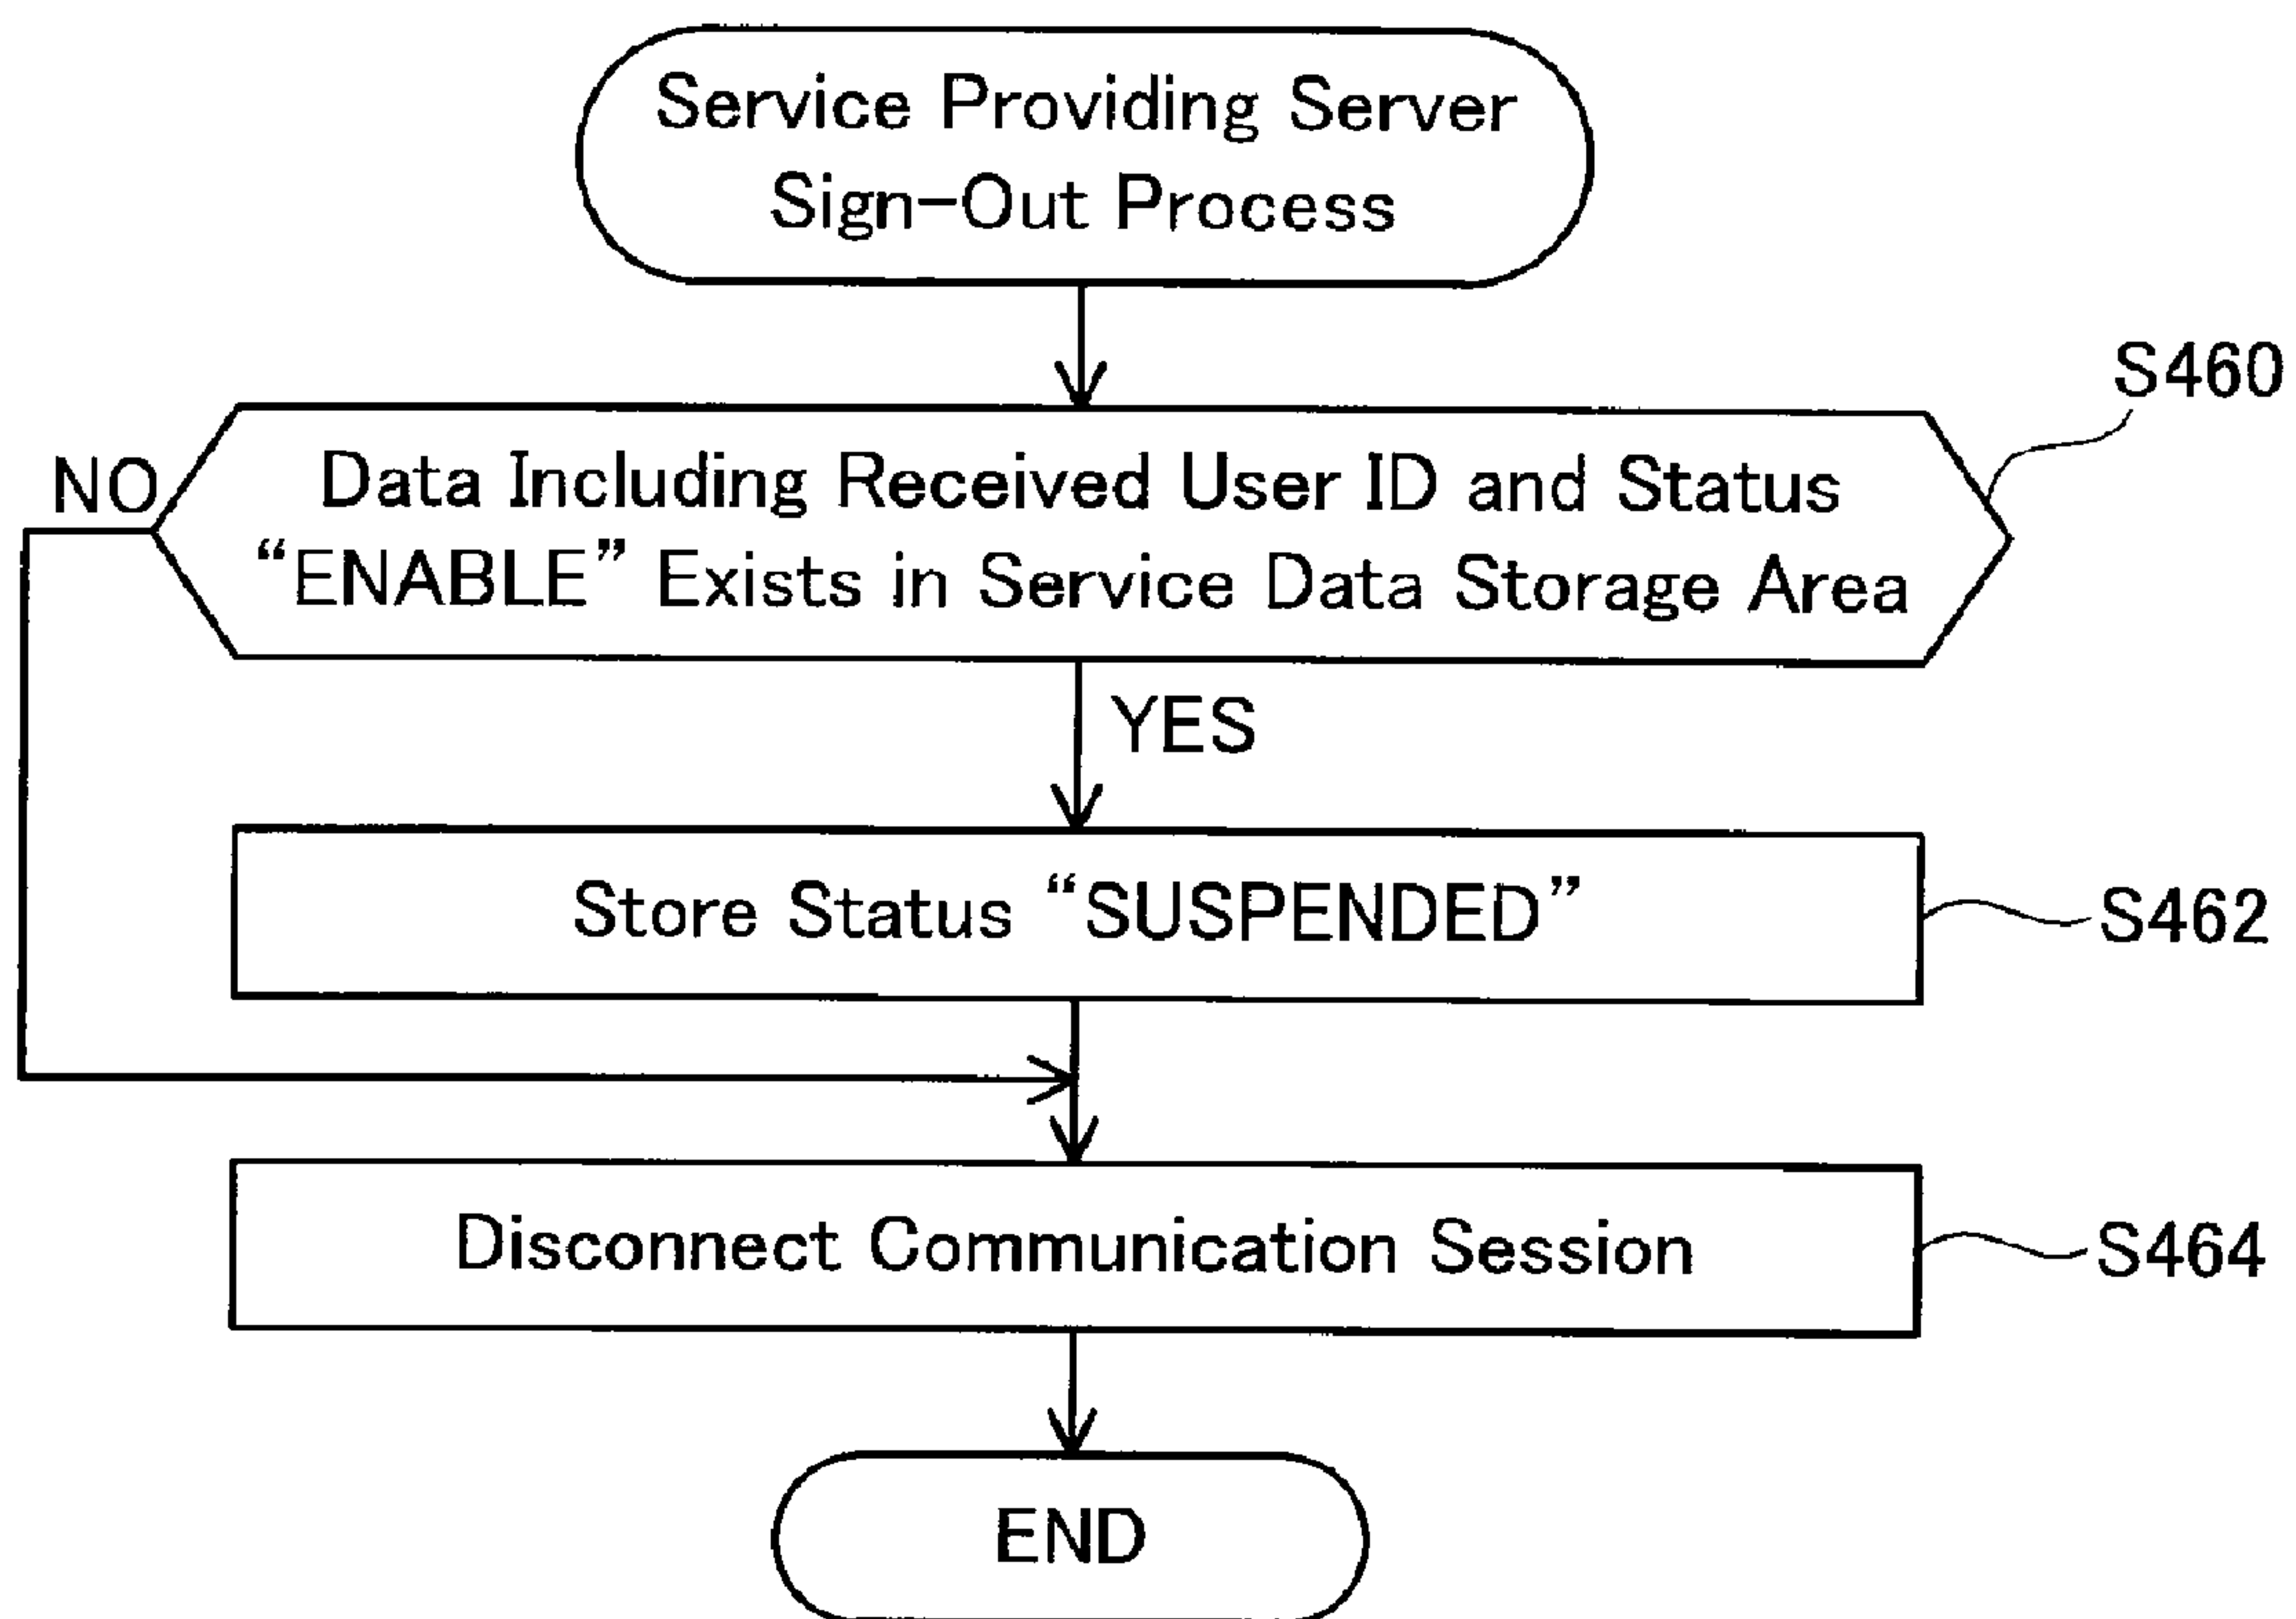 Service Providing Server
Sign-Out Process
S460
NO
Data Including Received User ID and Status
“ENABLE” Exists in Service Data Storage Area
YES
Store Status “SUSPENDED”
S462
Disconnect Communication Session
S464
END